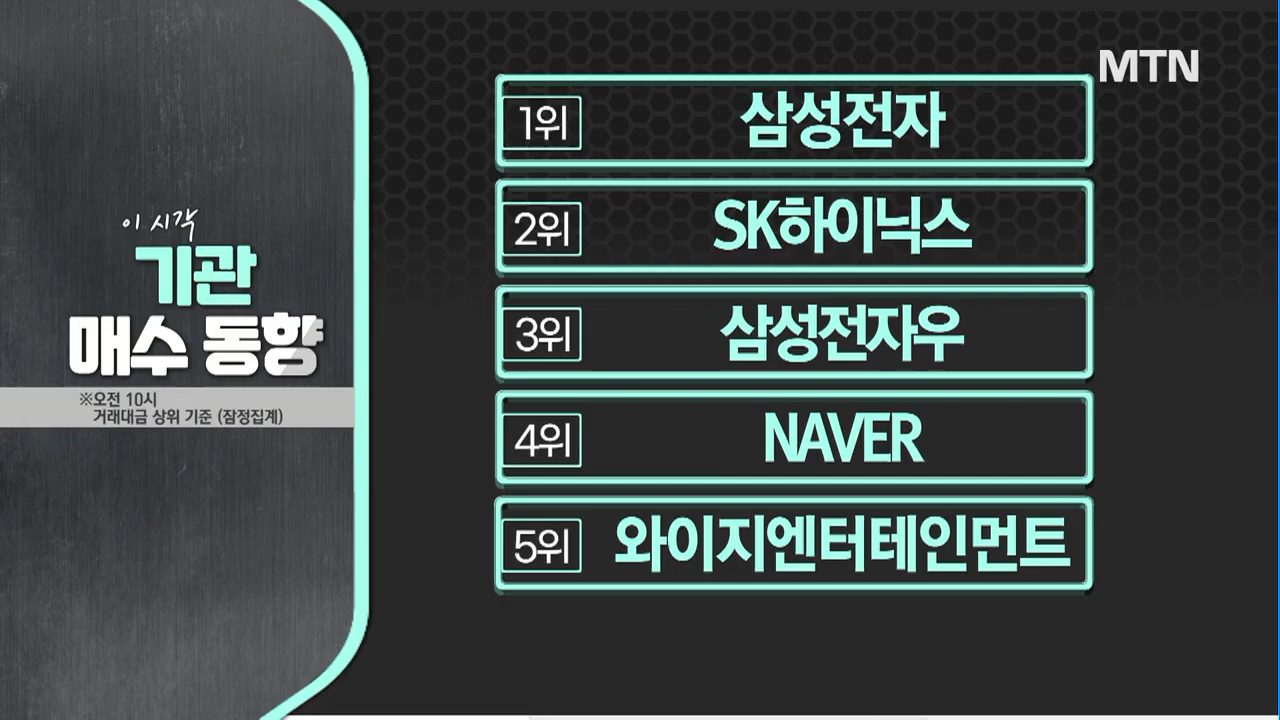 MTN
이 시각
기관
매수 동향
※오전 10시
거래대금 상위 기준 (잠정집계)
1위 삼성전자
2위 SK하이닉스
3위 삼성전자우
4위 NAVER
5위 와이지엔터테인먼트